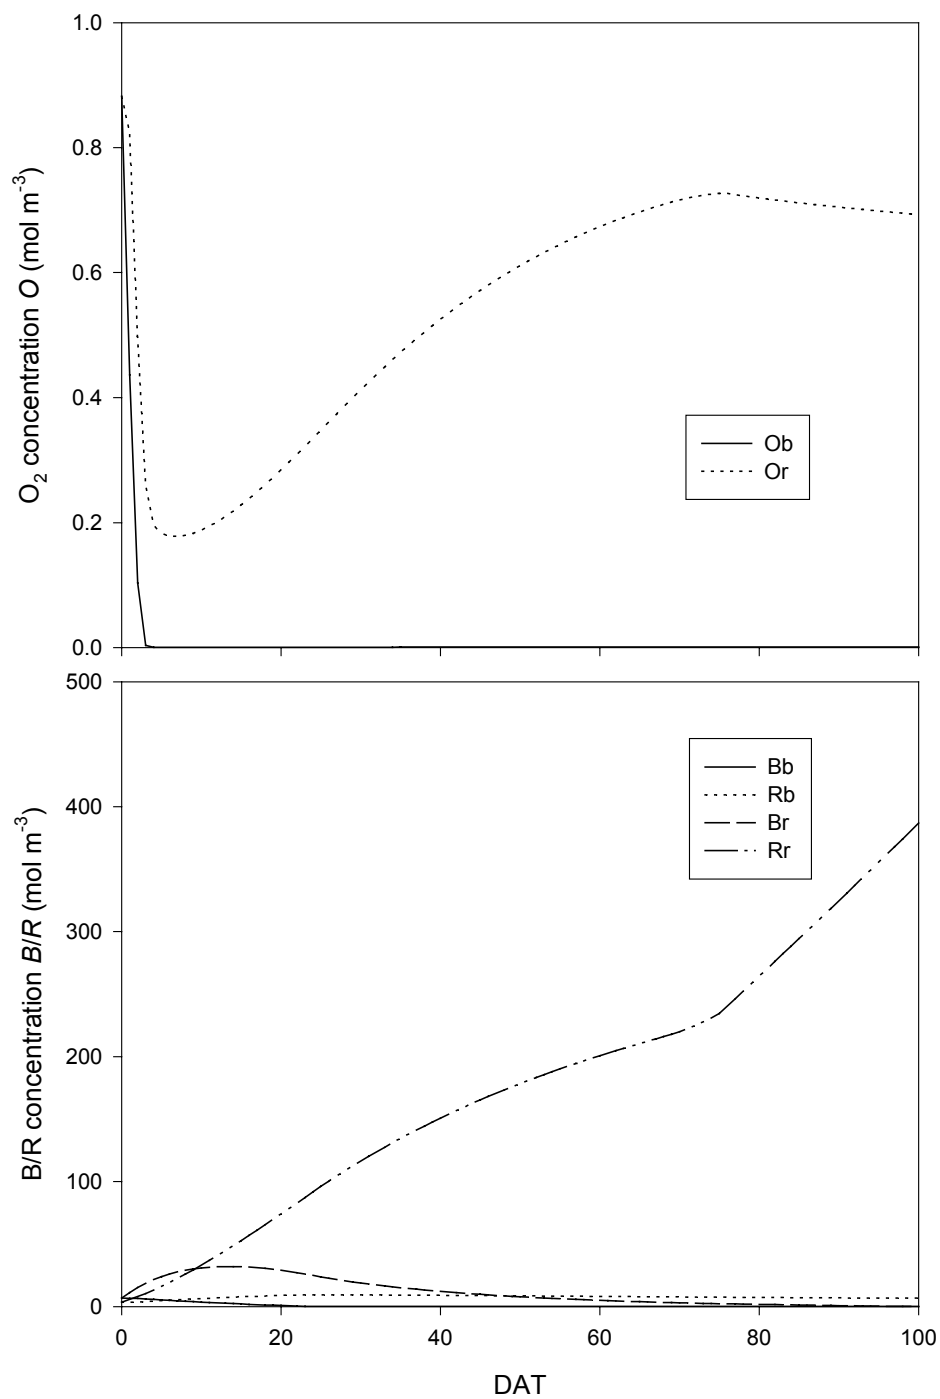 1.0
0.8
0.6
0.4
0.2
0.0
O₂ concentration O (mol m⁻³)
Ob
Or
500
400
300
200
100
0
B/R concentration B/R (mol m⁻³)
Bb
Rb
Br
Rr
0 20 40 60 80 100
DAT